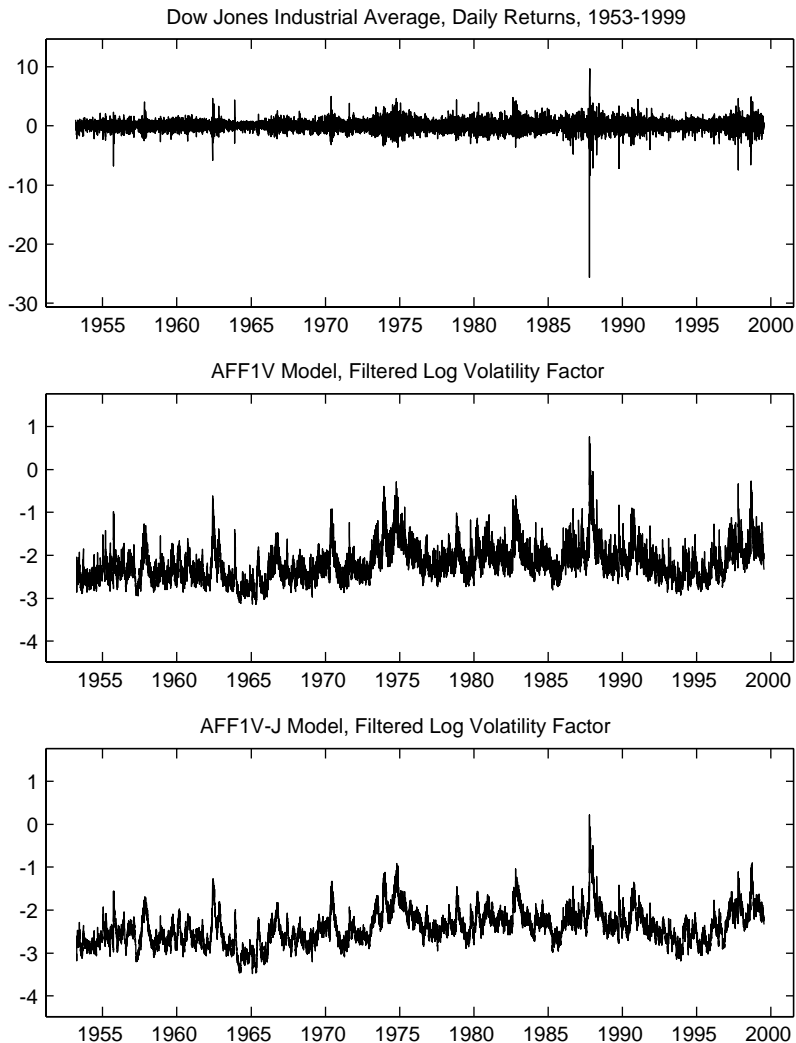 Dow Jones Industrial Average, Daily Returns, 1953-1999
10
0
-10
-20
-30
1955 1960 1965 1970 1975 1980 1985 1990 1995 2000
AFF1V Model, Filtered Log Volatility Factor
1
0
-1
-2
-3
-4
1955 1960 1965 1970 1975 1980 1985 1990 1995 2000
AFF1V-J Model, Filtered Log Volatility Factor
1
0
-1
-2
-3
-4
1955 1960 1965 1970 1975 1980 1985 1990 1995 2000